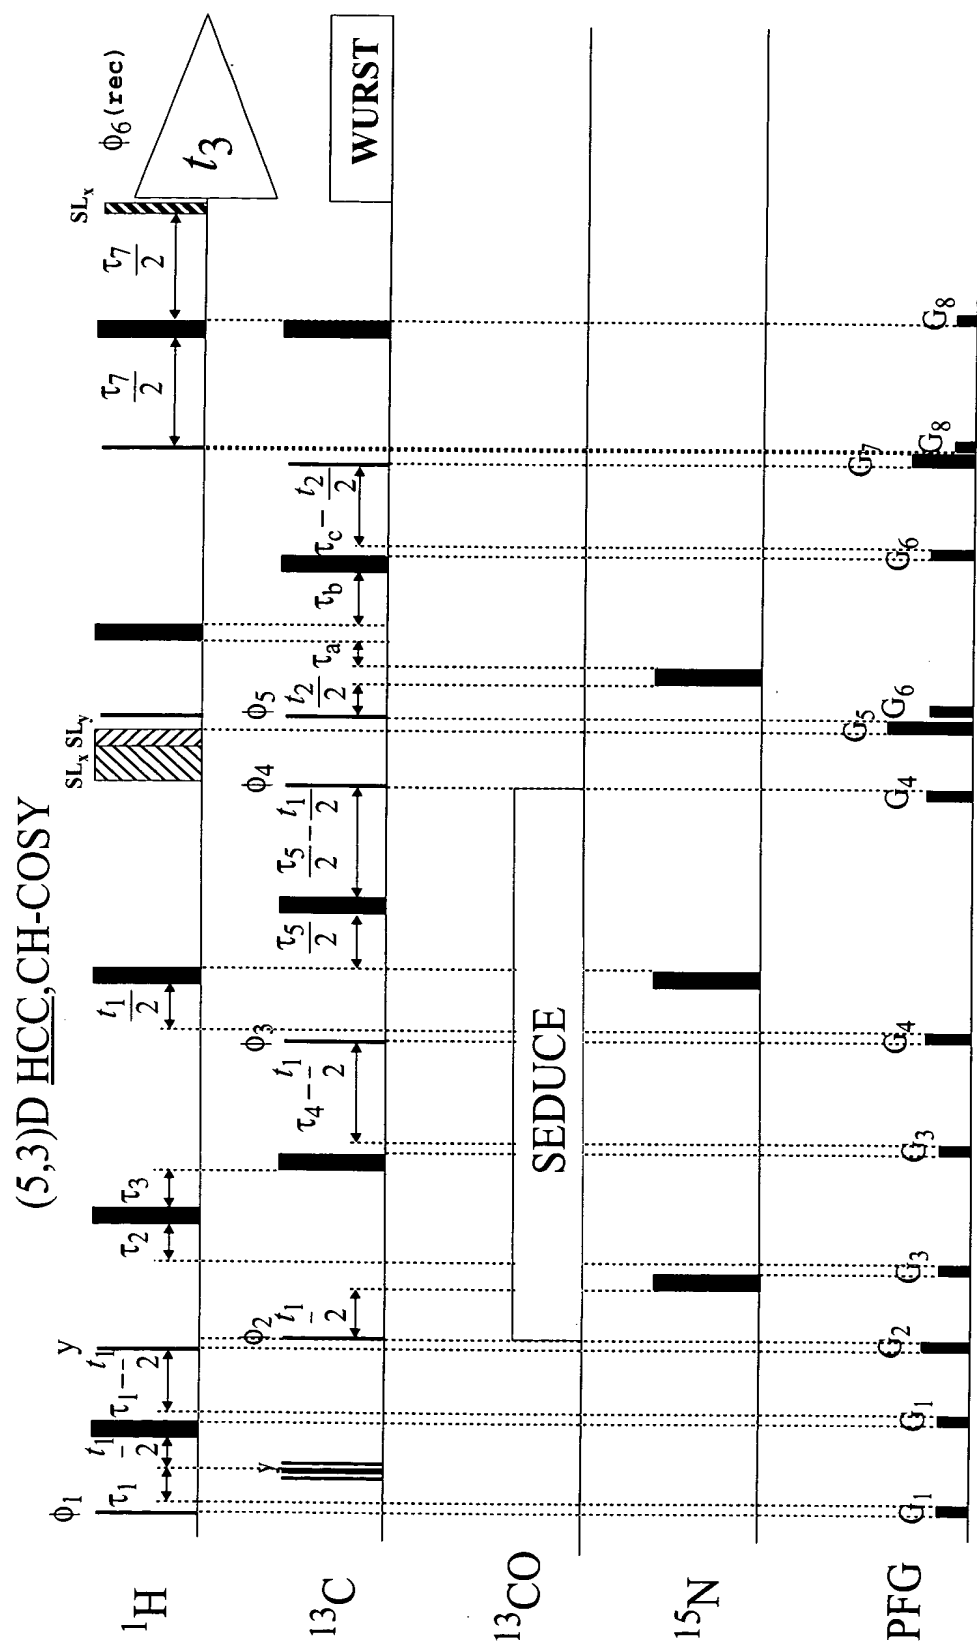 (5,3)D HCC,CH-COSY
¹H
ϕ₁
τ₁
t₁/2
τ₁ − t₁/2
y
τ₂
τ₃
t₁/2
SLₓ SLᵧ
τ₇/2
τ₇/2
SLₓ
t₃
ϕ₆(rec)
¹³C
y
ϕ₂
t₁/2
τ₄ − t₁/2
ϕ₃
τ₅/2
τ₅/2 − t₁/2
ϕ₄
ϕ₅
t₂/2
τₐ
τ_b
τ_c − t₂/2
WURST
¹³CO
SEDUCE
¹⁵N
PFG
G₁
G₁
G₂
G₃
G₃
G₄
G₄
G₅
G₆
G₆
G₇
G₈
G₈